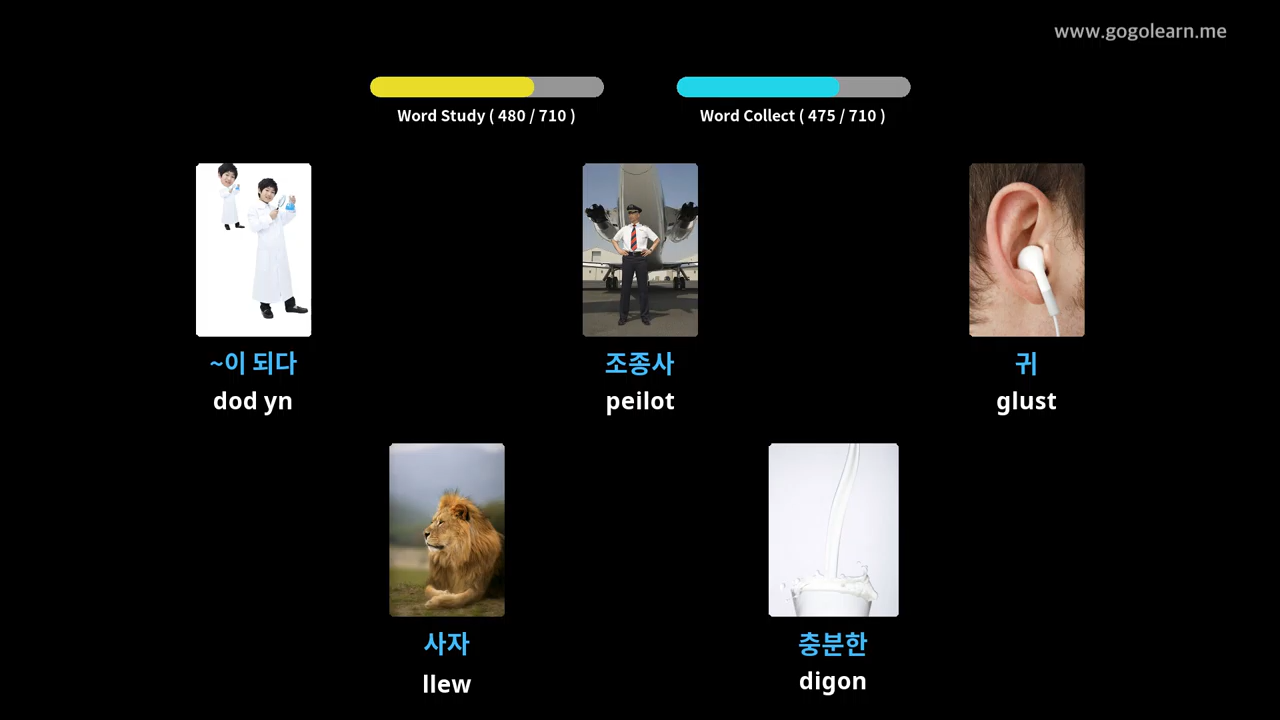 www.gogolearn.me
Word Study ( 480 / 710 )
Word Collect ( 475 / 710 )
~이 되다
dod yn
조종사
peilot
귀
glust
사자
llew
충분한
digon